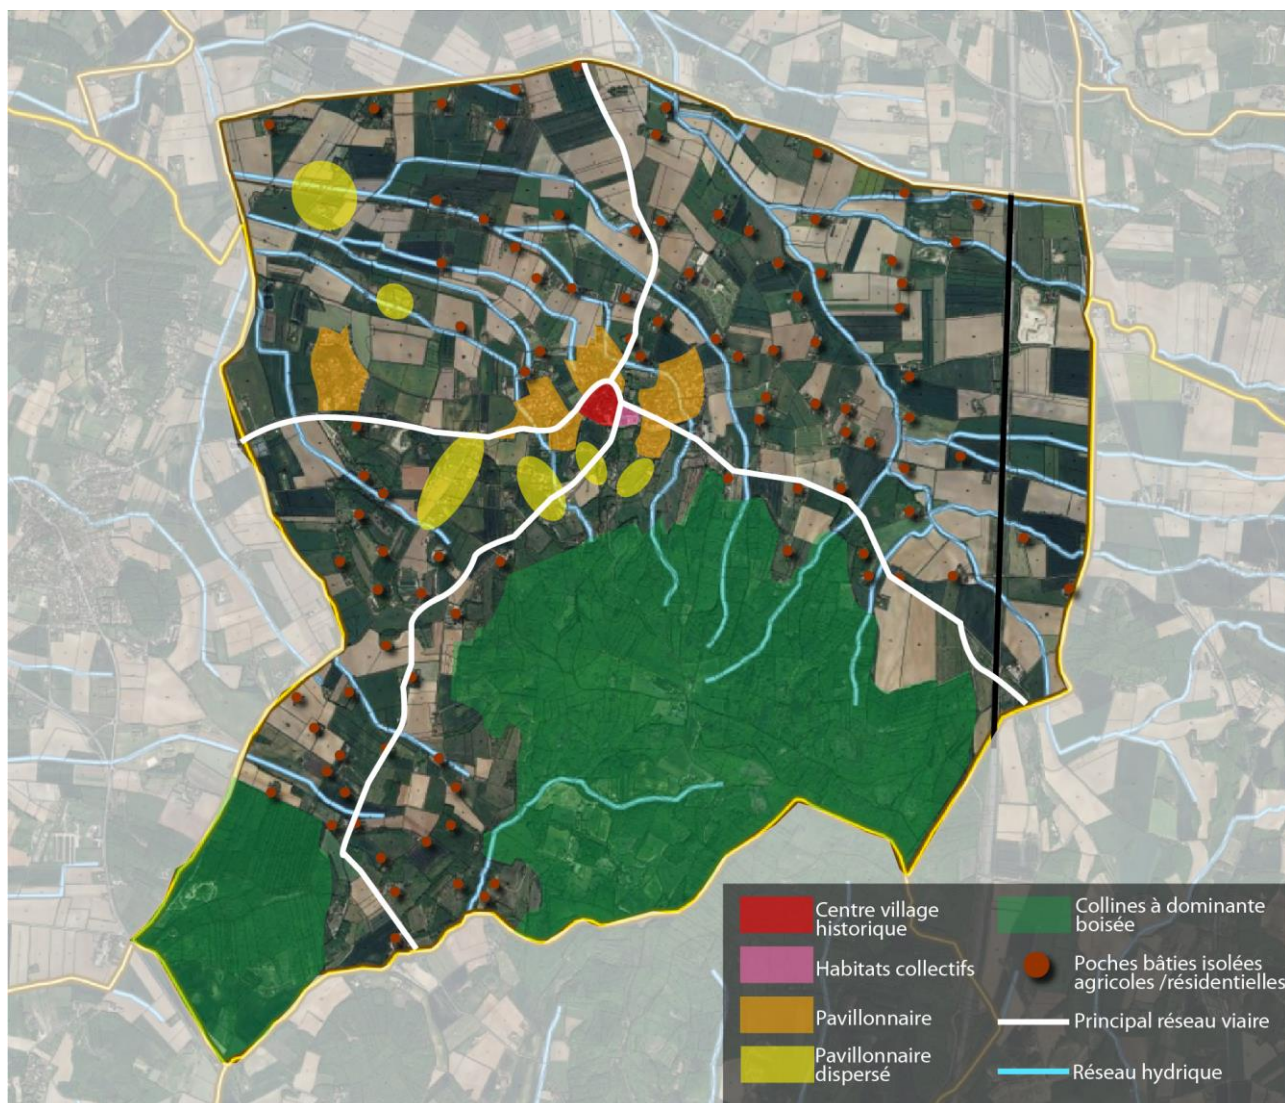 Centre village
historique
Habitats collectifs
Pavillonnaire
Pavillonnaire
dispersé
Collines à dominante
boisée
Poches bâties isolées
agricoles /résidentielles
Principal réseau viaire
Réseau hydrique